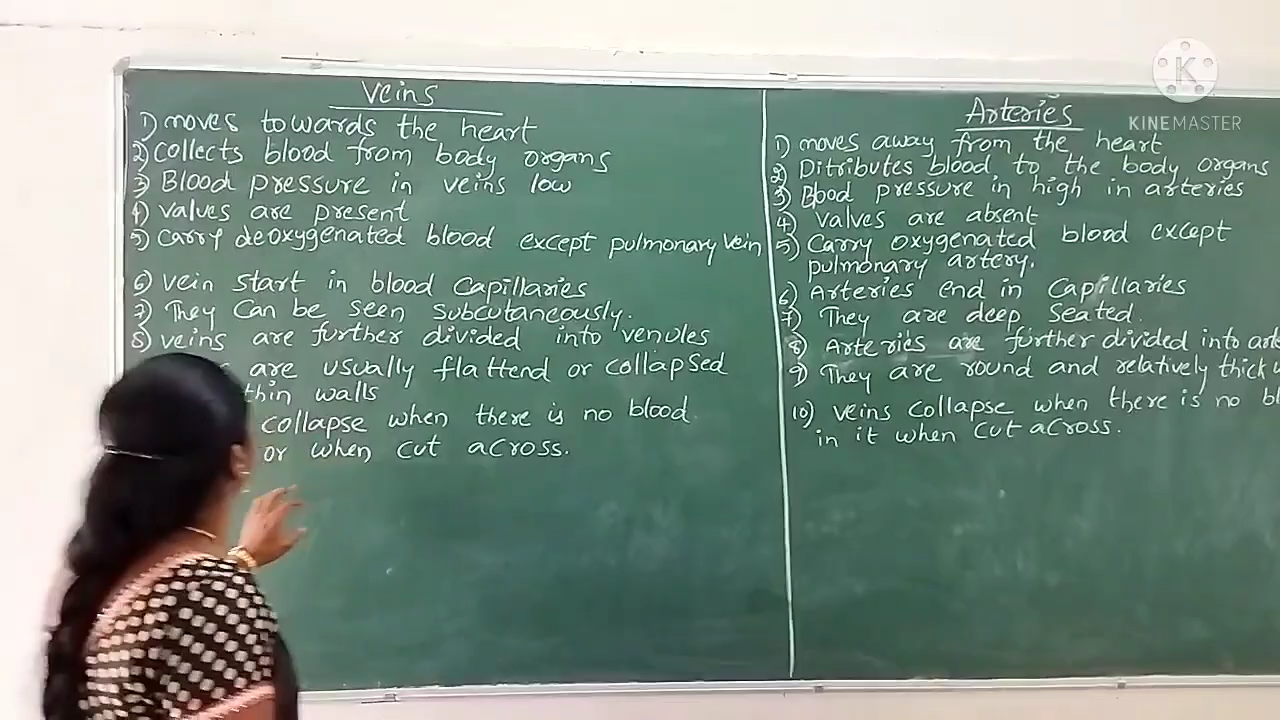 Veins
1) moves towards the heart
2) Collects blood from body organs
3) Blood pressure in veins low
4) valves are present
5) Carry deoxygenated blood except pulmonary vein
6) Vein start in blood Capillaries
7) They Can be seen subcutaneously.
8) veins are further divided into venules
are usually flattend or collapsed
thin walls
collapse when there is no blood
or when cut across.
Arteries
1) moves away from the heart
2) Ditributes blood to the body organs
3) Blood pressure in high in arteries
4) valves are absent
5) Carry oxygenated blood except
pulmonary artery.
6) Arteries end in Capillaries
7) They are deep Seated.
8) Arteries are further divided into
9) They are round and relatively thick
10) veins Collapse when there is no
in it when cut across.
K
KINEMASTER